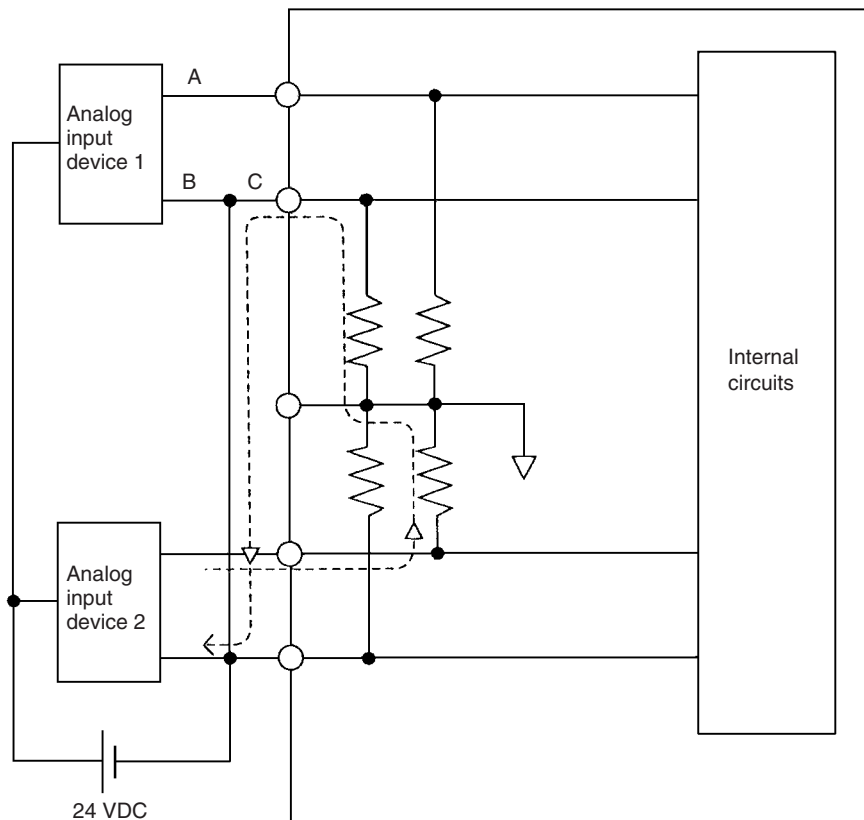 A
Analog
input
device 1
B C
Internal
circuits
Analog
input
device 2
24 VDC